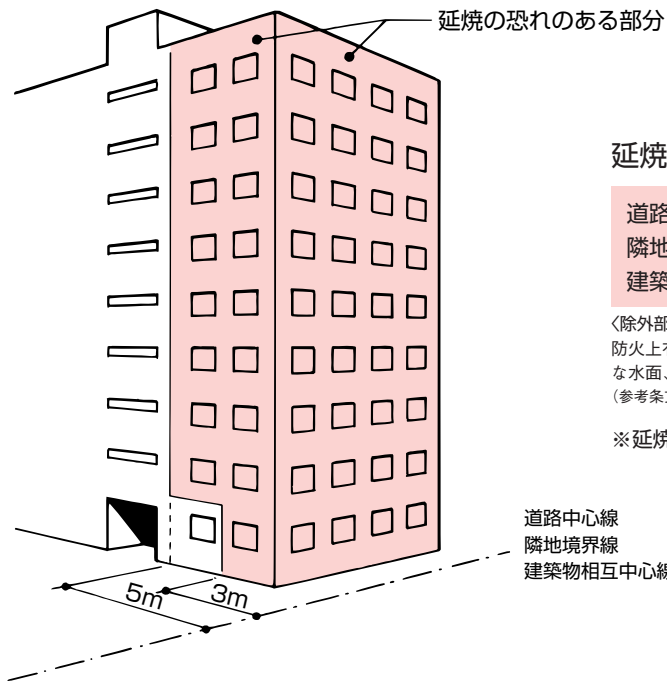 延焼の恐れのある部分
延焼
道路
隣地
建築
〈除外部
防火上
な水面、
（参考条
※延焼
道路中心線
隣地境界線
建築物相互中心線
5m
3m